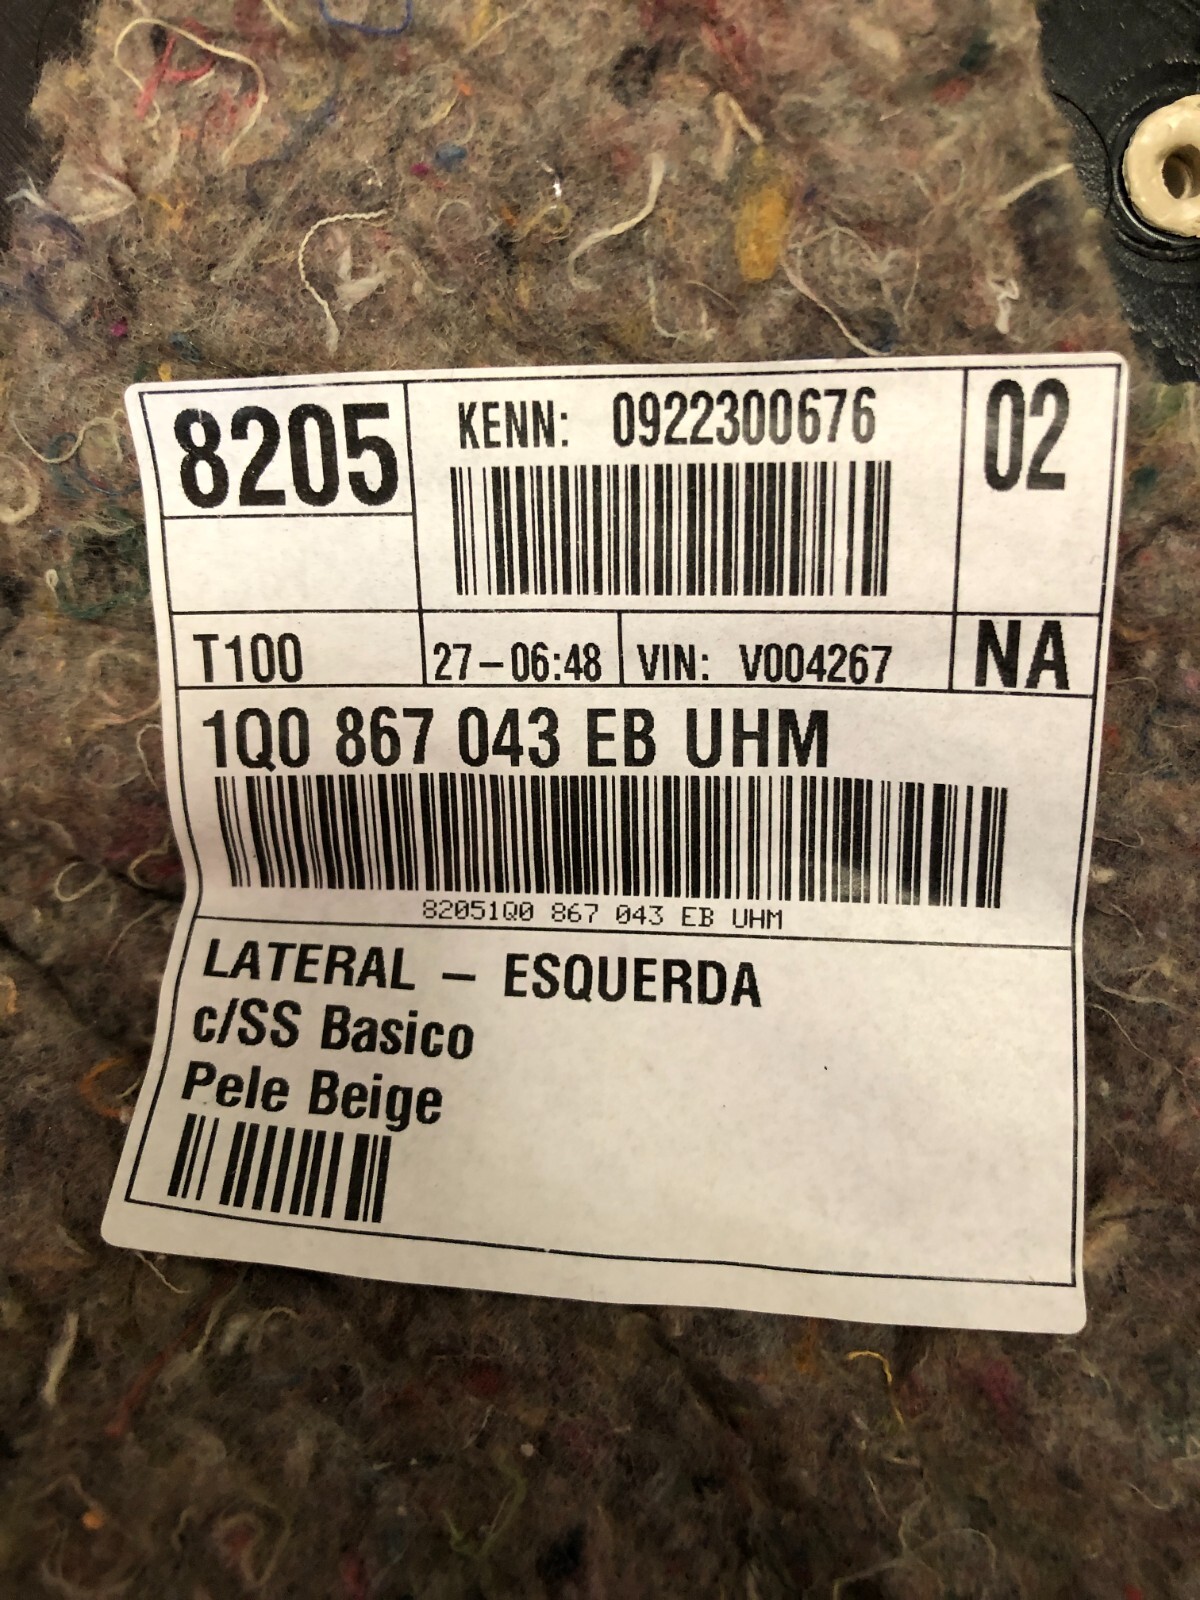 8205
KENN: 0922300676
02
T100
27-06:48
VIN: V004267
NA
1Q0 867 043 EB UHM
82051Q0 867 043 EB UHM
LATERAL - ESQUERDA
c/SS Basico
Pele Beige